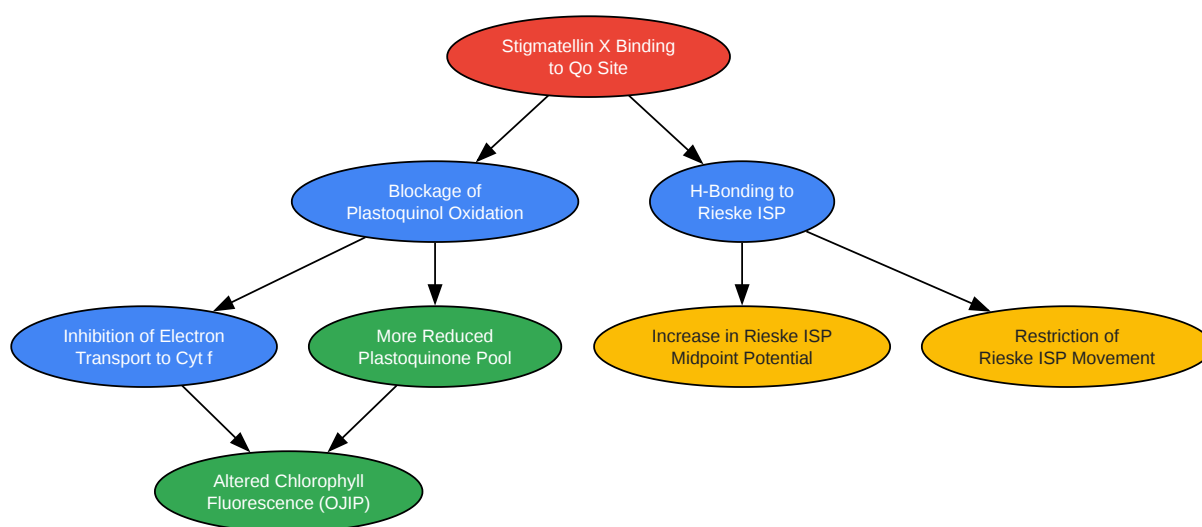 Stigmatellin X Binding
to Qo Site
Blockage of
Plastoquinol Oxidation
H-Bonding to
Rieske ISP
Inhibition of Electron
Transport to Cyt f
More Reduced
Plastoquinone Pool
Increase in Rieske ISP
Midpoint Potential
Restriction of
Rieske ISP Movement
Altered Chlorophyll
Fluorescence (OJIP)